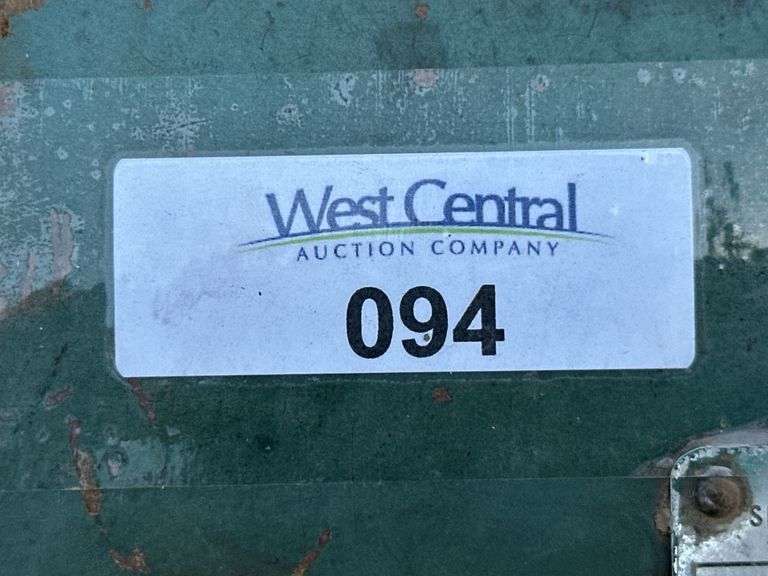 West Central
AUCTION COMPANY
094
S